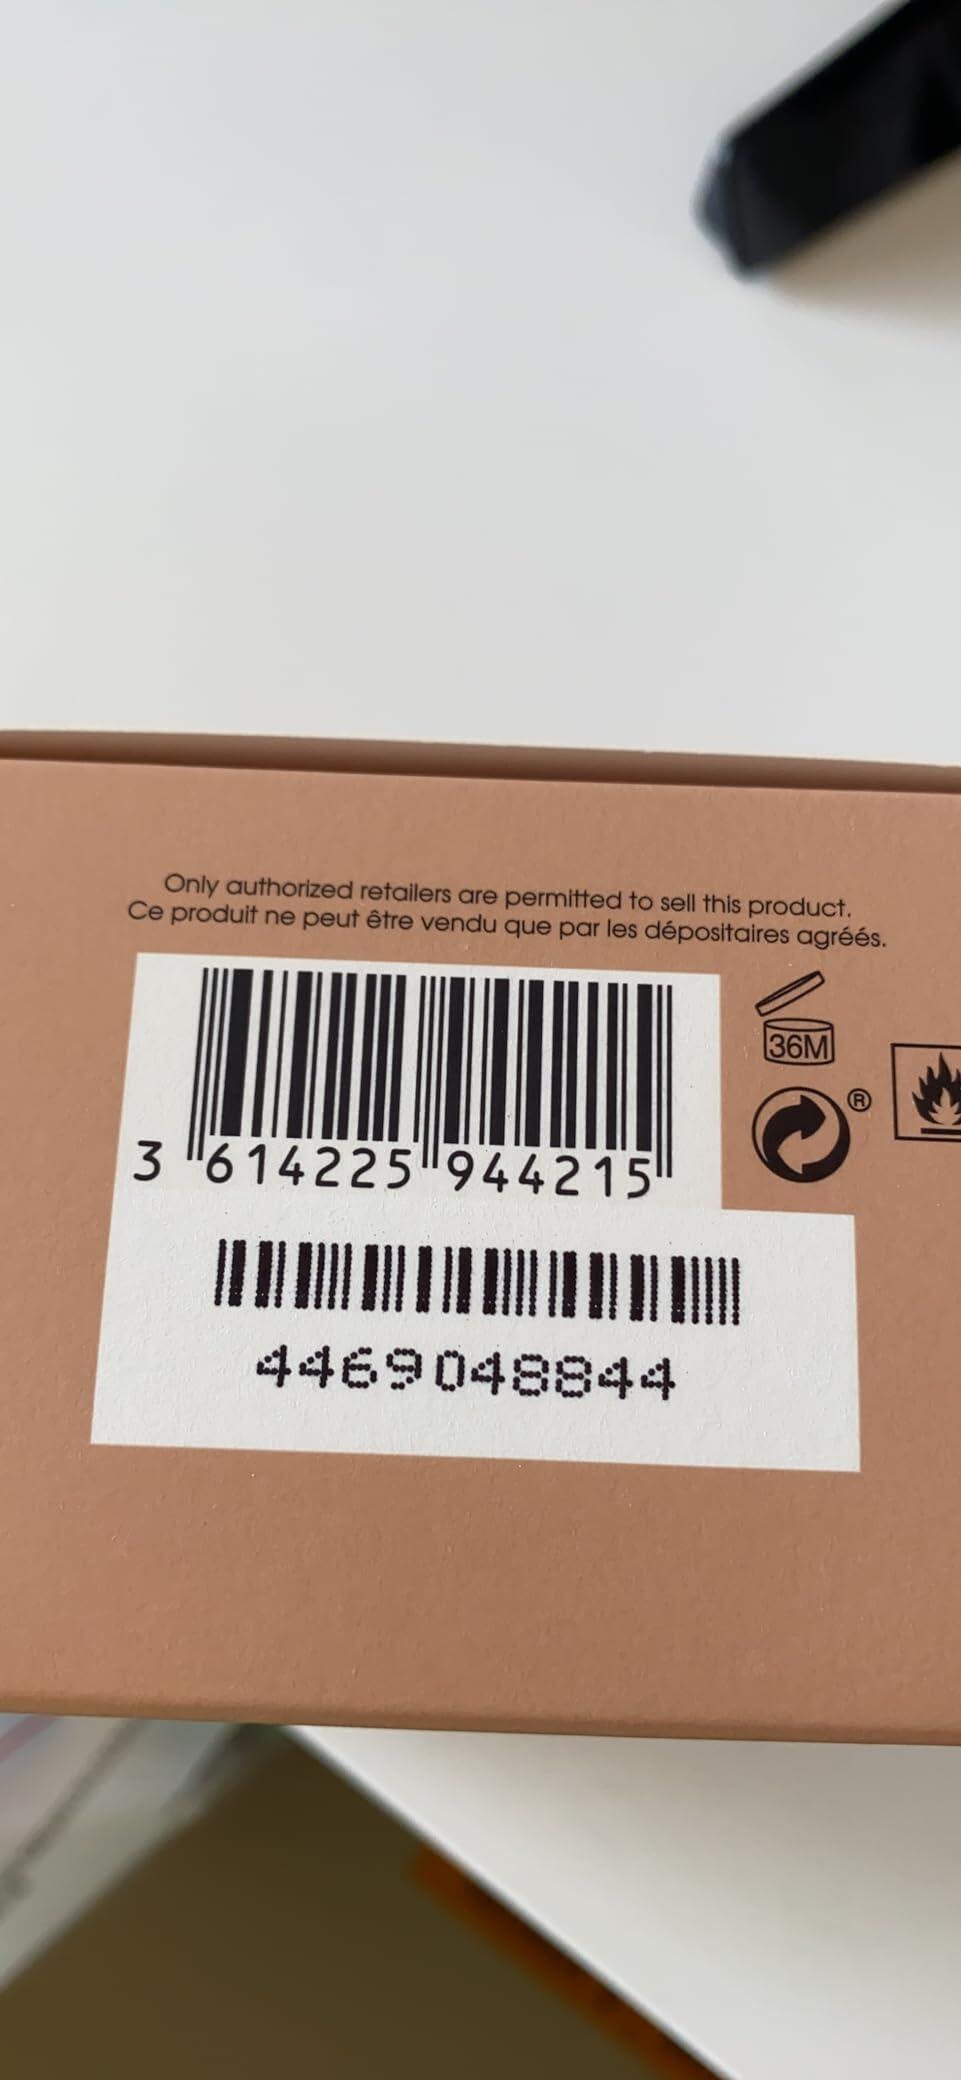 Only authorized retailers are permitted to sell this product.
Ce produit ne peut être vendu que par les dépositaires agréés.
36M
®
3 614225 944215
4469048844